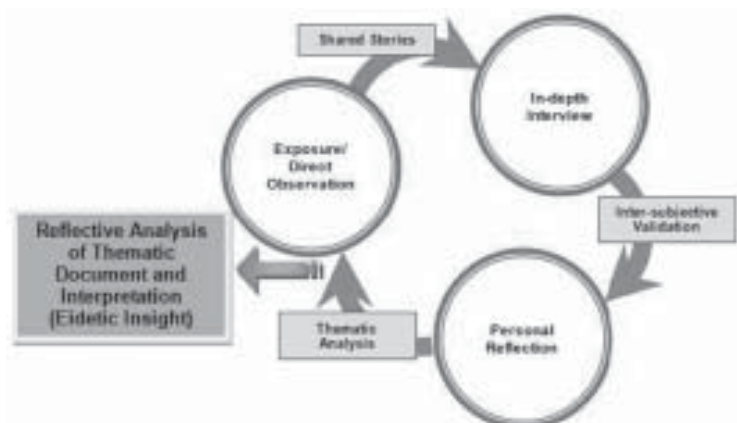 Shared Stories
In-depth
Interview
Exposure/
Direct
Observation
Inter-subjective
Validation
Reflective Analysis
of Thematic
Document and
Interpretation
(Eidetic Insight)
Thematic
Analysis
Personal
Reflection